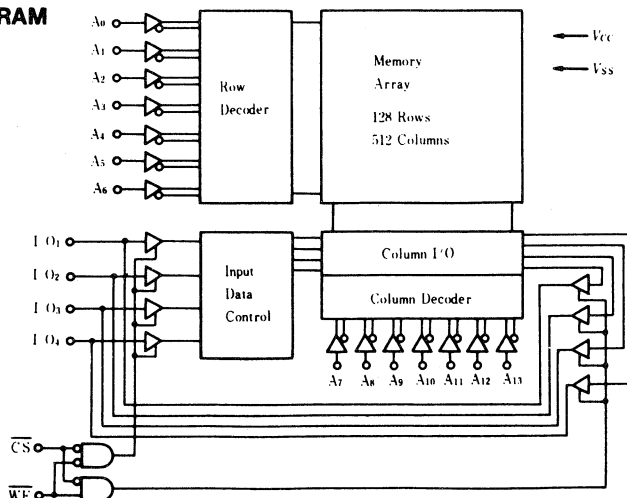 RAM
A0
A1
A2
A3
A4
A5
A6
Row
Decoder
Memory
Array
128 Rows
512 Columns
Vcc
Vss
I O1
I O2
I O3
I O4
Input
Data
Control
Column I/O
Column Decoder
A7 A8 A9 A10 A11 A12 A13
CS
WE